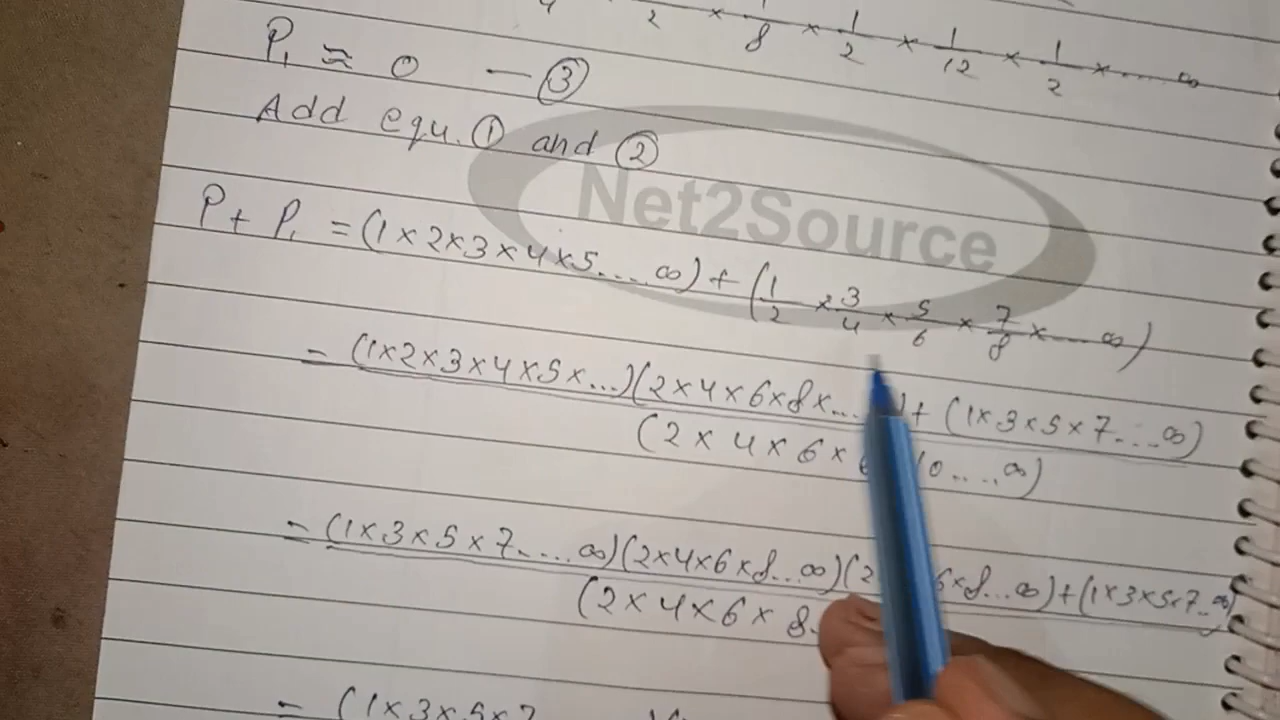 2 × 1/8 × 1/2 × 1/12 × 1/2 × .... ∞
P₁ ≈ 0 — ③
Add equ. ① and ②
Net2Source
P + P₁ = (1×2×3×4×5.... ∞) + (1/2 × 3/4 × 5/6 × 7/8 × .... ∞)
= (1×2×3×4×5×...)(2×4×6×8×... ) + (1×3×5×7....∞)
(2 × 4 × 6 × 10....∞)
= (1×3×5×7....∞)(2×4×6×8...∞)(2 6×8...∞)+(1×3×5×7..∞)
(2×4×6×8.
= (1×3×5×7